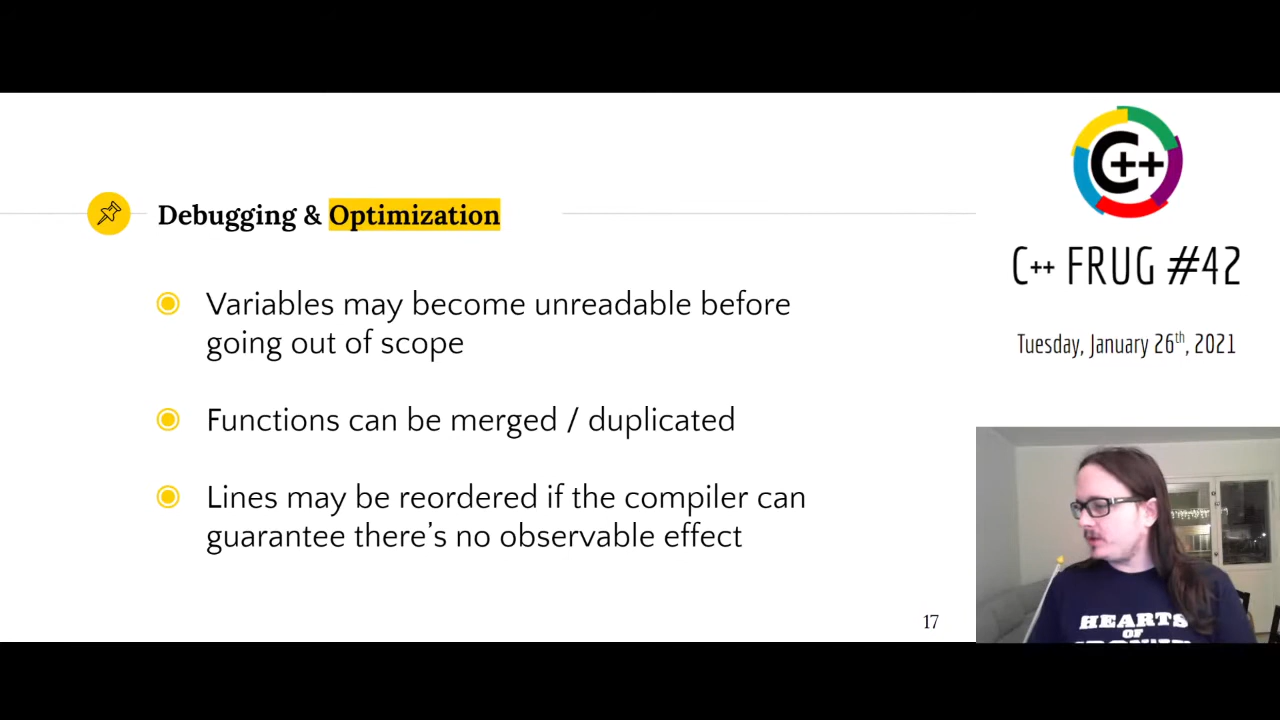 Debugging & Optimization
Variables may become unreadable before
going out of scope
Functions can be merged / duplicated
Lines may be reordered if the compiler can
guarantee there's no observable effect
17
C++
C++ FRUG #42
Tuesday, January 26th, 2021
HEARTS
OF